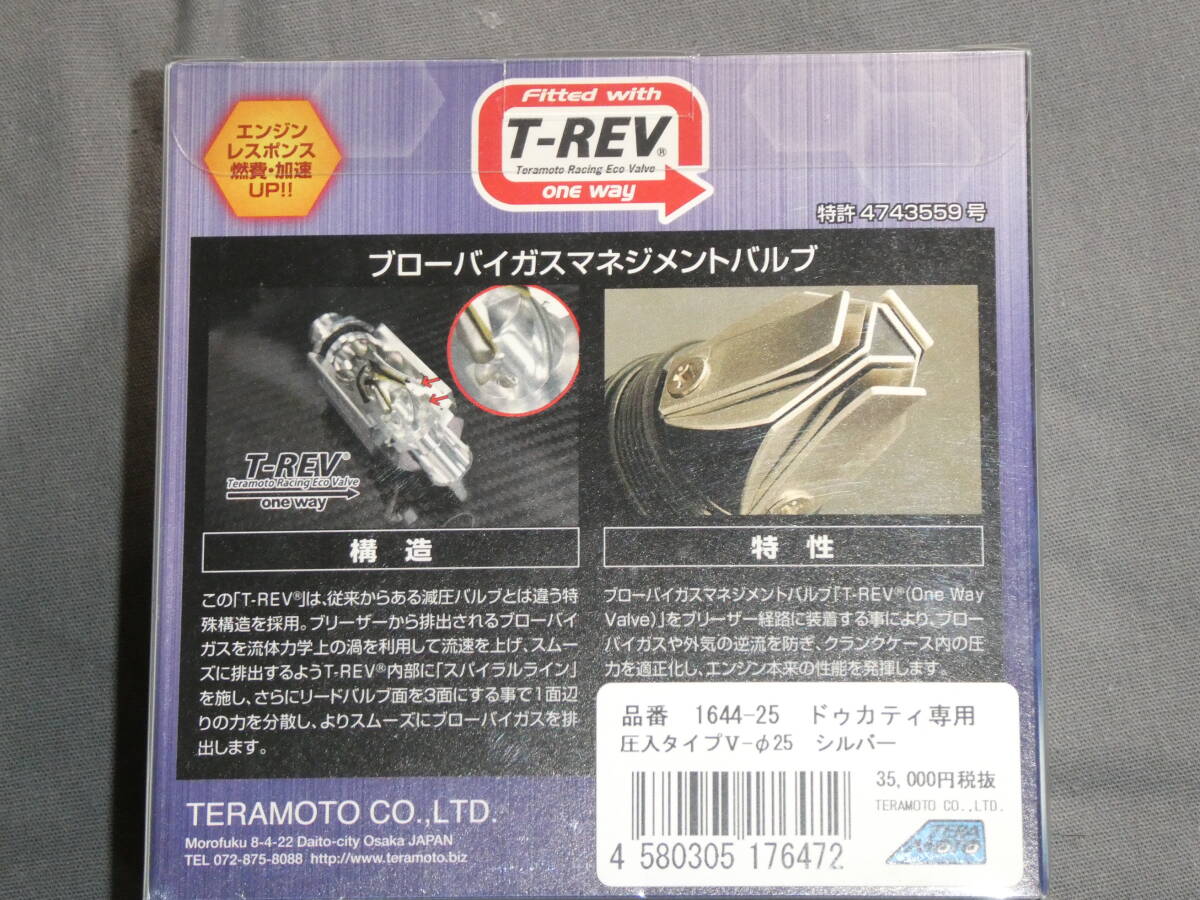 エンジン
レスポンス
燃費・加速
UP!!
Fitted with
T-REV®
Teramoto Racing Eco Valve
one way
特許 4743559 号
ブローバイガスマネジメントバルブ
T-REV®
Teramoto Racing Eco Valve
one way
構造
この「T-REV®」は、従来からある減圧バルブとは違う特
殊構造を採用。ブリーザーから排出されるブローバイ
ガスを流体力学上の渦を利用して流速を上げ、スムー
ズに排出するようT-REV®内部に「スパイラルライン」
を施し、さらにリードバルブ面を3面にする事で1面辺
りの力を分散し、よりスムーズにブローバイガスを排
出します。
特性
ブローバイガスマネジメントバルブ「T-REV®(One Way
Valve)」をブリーザー経路に装着する事により、ブロー
バイガスや外気の逆流を防ぎ、クランクケース内の圧
力を適正化し、エンジン本来の性能を発揮します。
品番 1644-25 ドゥカティ専用
圧入タイプV-φ25 シルバー
35,000円税抜
TERAMOTO CO.,LTD.
TERA
MOTO
4 580305 176472
TERAMOTO CO.,LTD.
Morofuku 8-4-22 Daito-city Osaka JAPAN
TEL 072-875-8088 http://www.teramoto.biz